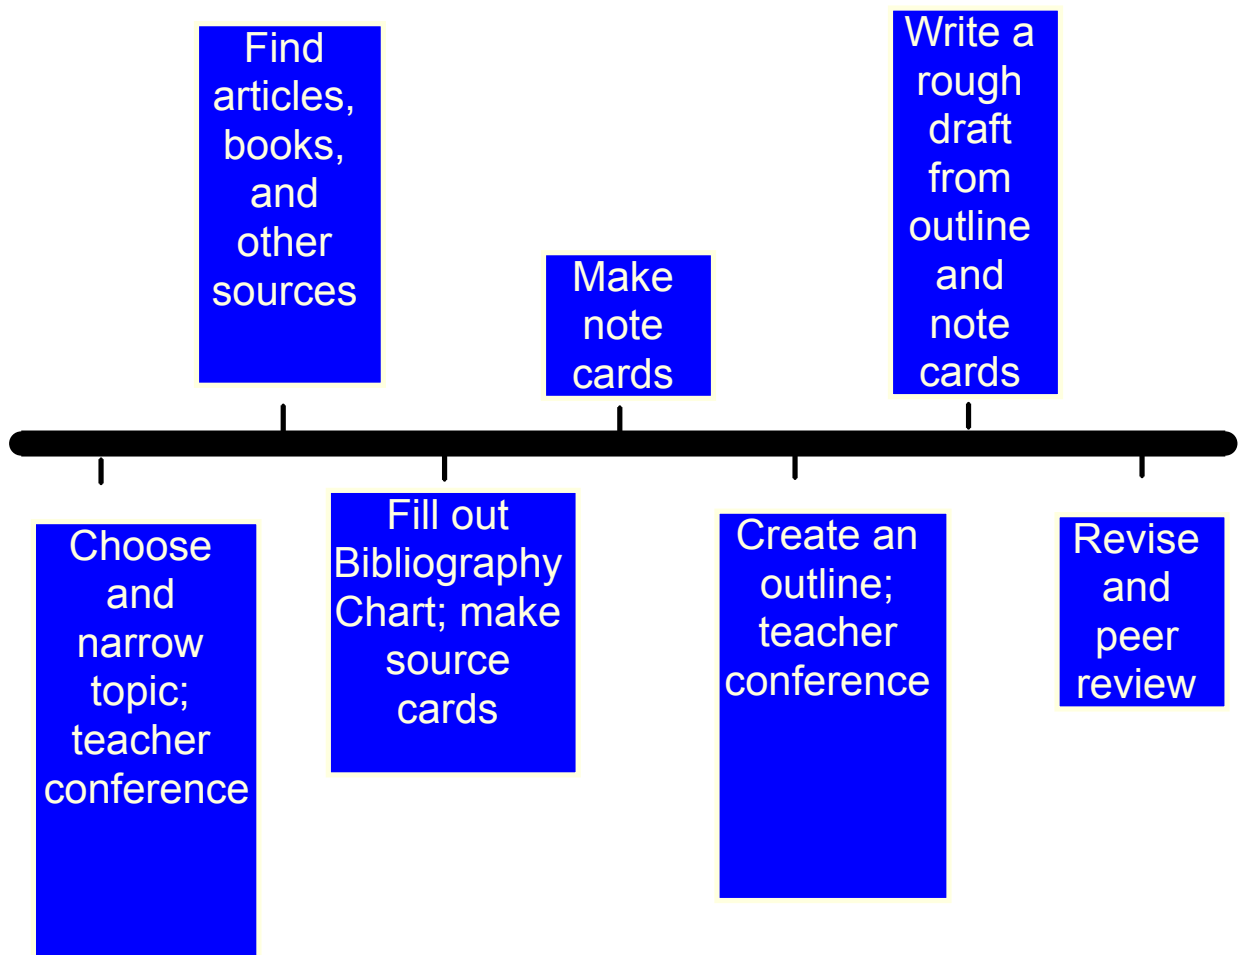 Choose
and
narrow
topic;
teacher
conference
Find
articles,
books,
and
other
sources
Fill out
Bibliography
Chart; make
source
cards
Make
note
cards
Create an
outline;
teacher
conference
Write a
rough
draft
from
outline
and
note
cards
Revise
and
peer
review